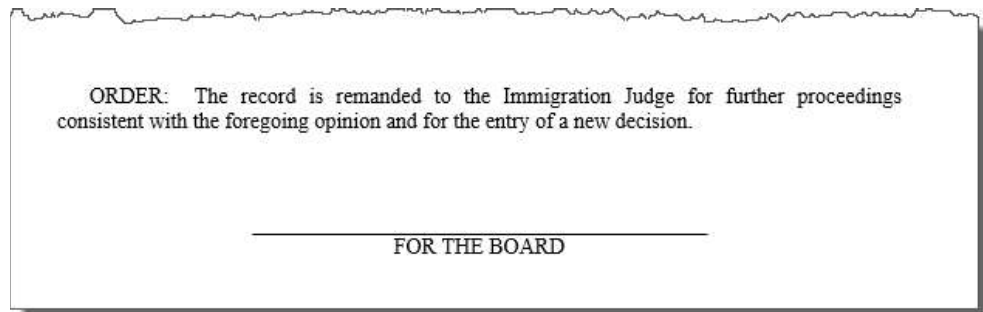 ORDER: The record is remanded to the Immigration Judge for further proceedings
consistent with the foregoing opinion and for the entry of a new decision.
FOR THE BOARD